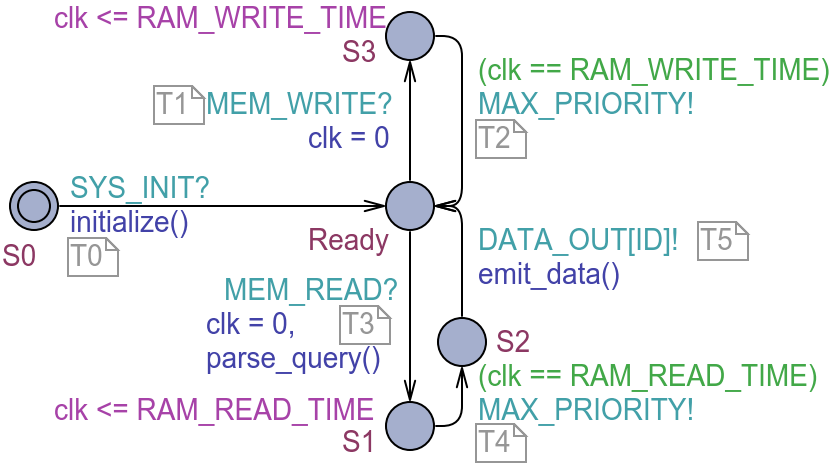 clk <= RAM_WRITE_TIME
S3
(clk == RAM_WRITE_TIME)
T1 MEM_WRITE?
MAX_PRIORITY!
clk = 0
T2
SYS_INIT?
initialize()
S0
T0
Ready
DATA_OUT[ID]! T5
emit_data()
MEM_READ?
clk = 0, T3
parse_query()
S2
(clk == RAM_READ_TIME)
clk <= RAM_READ_TIME
MAX_PRIORITY!
S1
T4